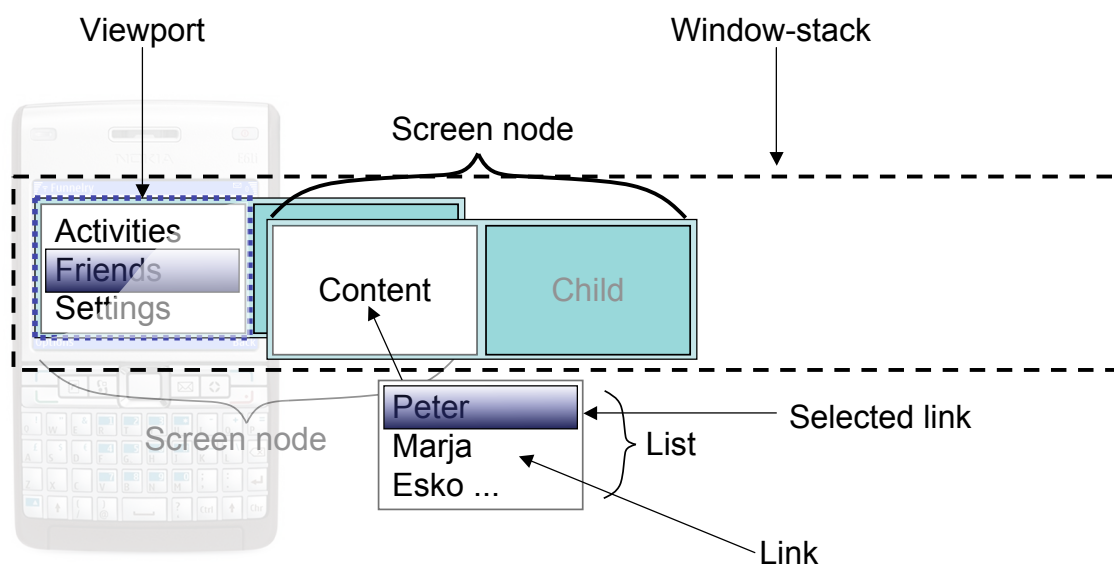 Viewport
Window-stack
Screen node
Funnelry
Activities
Friends
Settings
Content
Child
Screen node
Peter
Marja
Esko ...
Selected link
List
Link